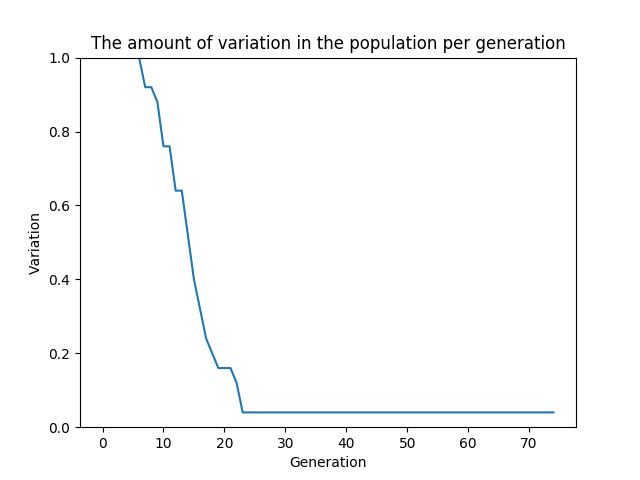 The amount of variation in the population per generation
1.0
0.8
0.6
0.4
0.2
0.0
Variation
0 10 20 30 40 50 60 70
Generation